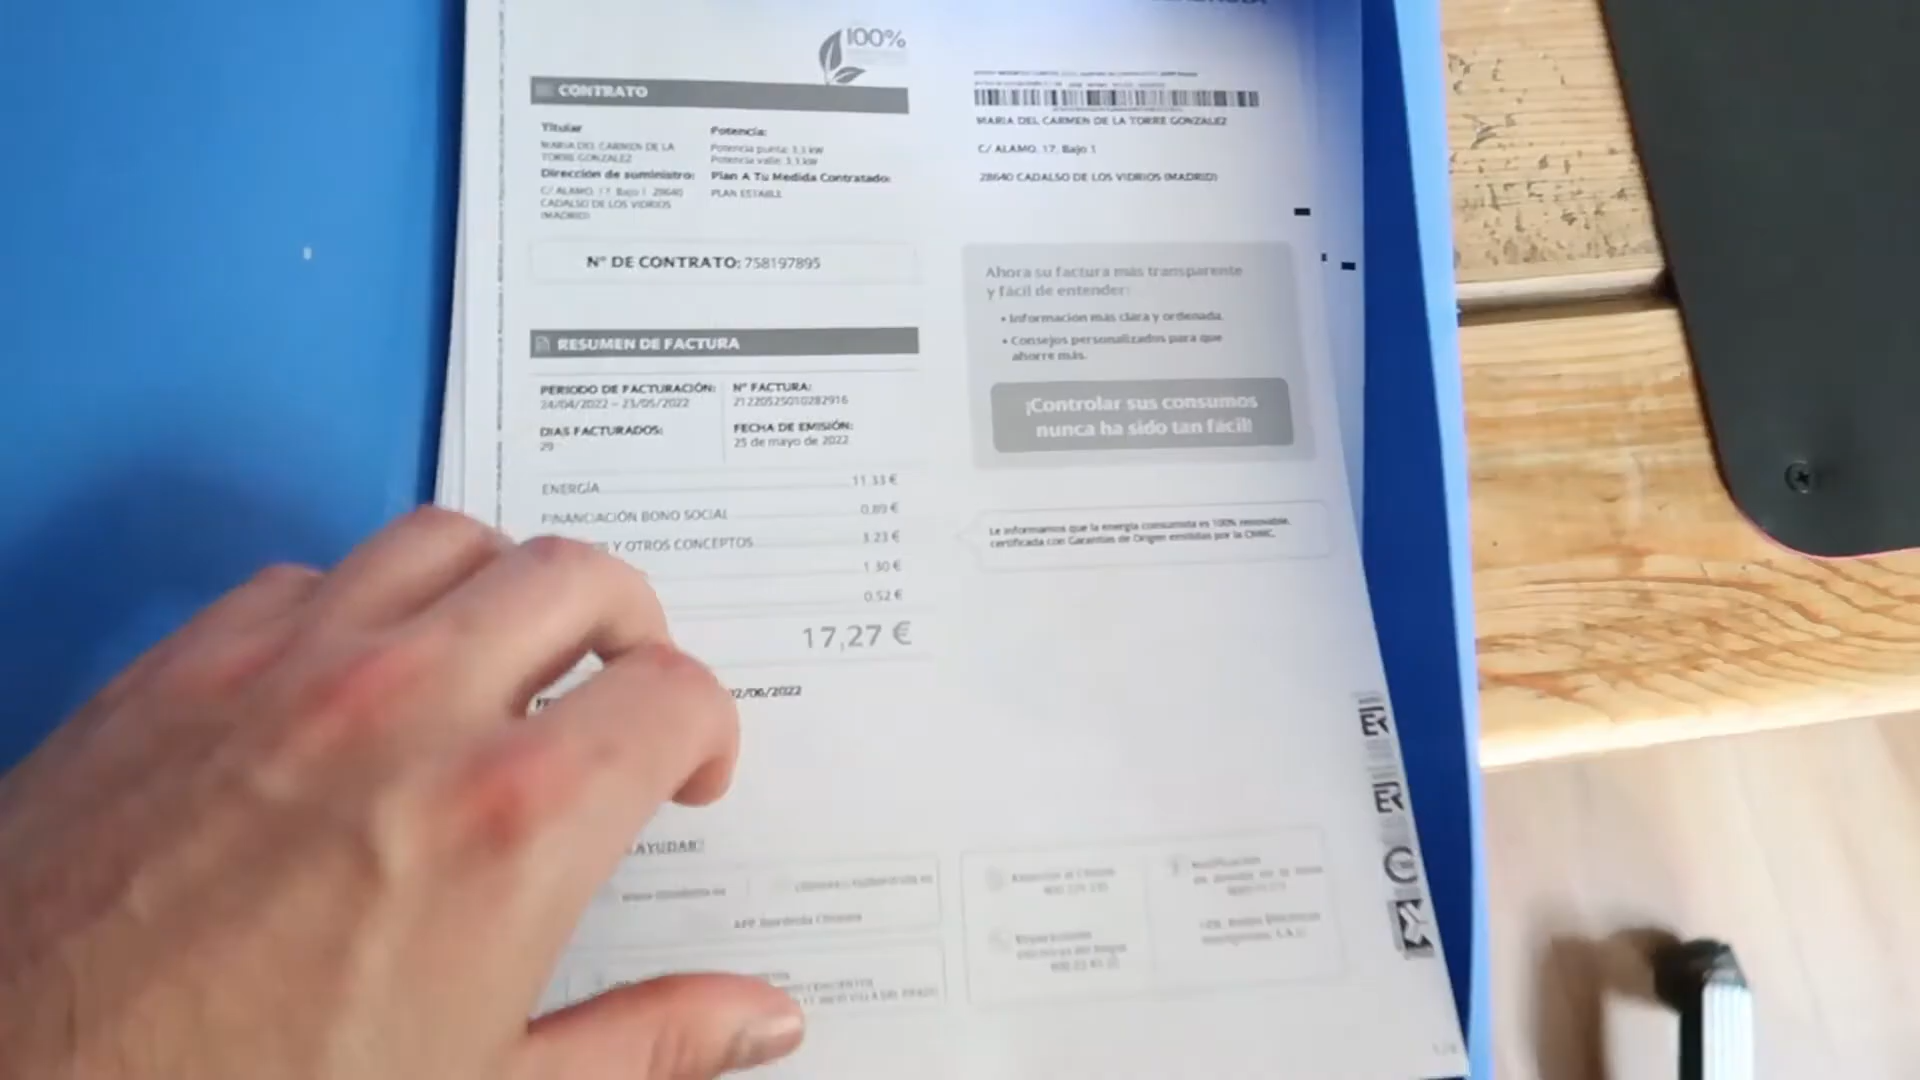 100%
CONTRATO
Titular
MARIA DEL CARMEN DE LA
TORRE GONZALEZ
Dirección de suministro:
C/ ALAMO, 17, Bajo 1, 28640
CADALSO DE LOS VIDRIOS
(MADRID)
Potencia:
Potencia punta: 3,3 kW
Potencia valle: 3,3 kW
Plan A Tu Medida Contratado:
PLAN ESTABLE
Nº DE CONTRATO: 758197895
MARIA DEL CARMEN DE LA TORRE GONZALEZ
C/ ALAMO, 17, Bajo 1
28640 CADALSO DE LOS VIDRIOS (MADRID)
Ahora su factura más transparente
y fácil de entender:
• Información más clara y ordenada.
• Consejos personalizados para que
ahorre más.
¡Controlar sus consumos
nunca ha sido tan fácil!
RESUMEN DE FACTURA
PERIODO DE FACTURACIÓN:
24/04/2022 – 23/05/2022
Nº FACTURA:
21220525010282916
DIAS FACTURADOS:
29
FECHA DE EMISIÓN:
25 de mayo de 2022
ENERGÍA 11,33 €
FINANCIACIÓN BONO SOCIAL 0,89 €
Y OTROS CONCEPTOS 3,23 €
1,30 €
0,52 €
17,27 €
02/06/2022
Le informamos que la energía consumida es 100% renovable,
certificada con Garantías de Origen emitidas por la CNMC.
AYUDAR?
APP Iberdrola Clientes